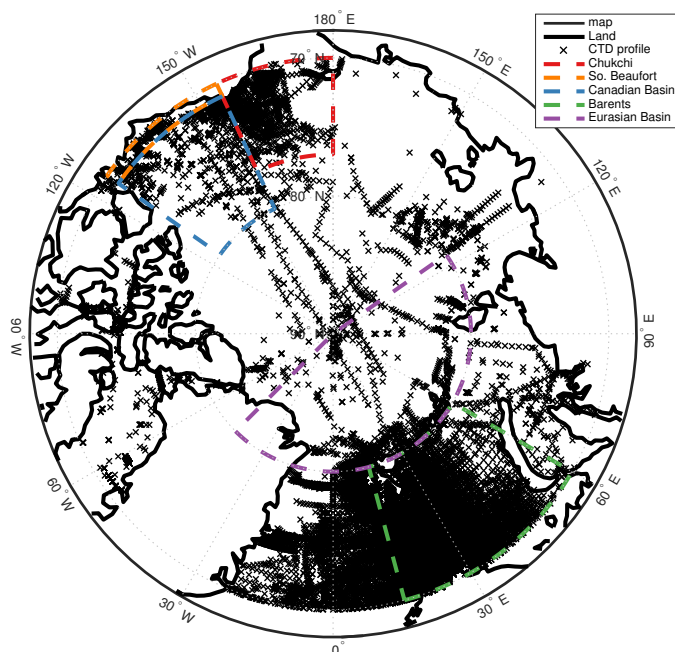 180° E
map
Land
CTD profile
Chukchi
So. Beaufort
Canadian Basin
Barents
Eurasian Basin
150° W
70° N
150° E
120° W
120° E
80° N
90° W
90° N
90° E
60° W
60° E
30° W
30° E
0°